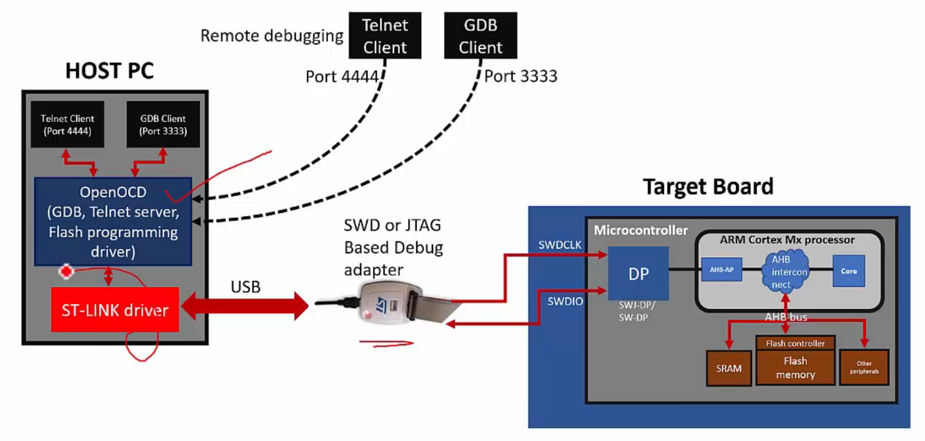 Remote debugging
Telnet
Client
GDB
Client
Port 4444
Port 3333
HOST PC
Telnet Client
(Port 4444)
GDB Client
(Port 3333)
OpenOCD
(GDB, Telnet server,
Flash programming
driver)
ST-LINK driver
USB
SWD or JTAG
Based Debug
adapter
Target Board
Microcontroller
SWDCLK
SWDIO
DP
SWJ-DP/
SW-DP
ARM Cortex Mx processor
AHB-AP
AHB
intercon
nect
Core
AHB bus
SRAM
Flash controller
Flash
memory
Other
peripherals